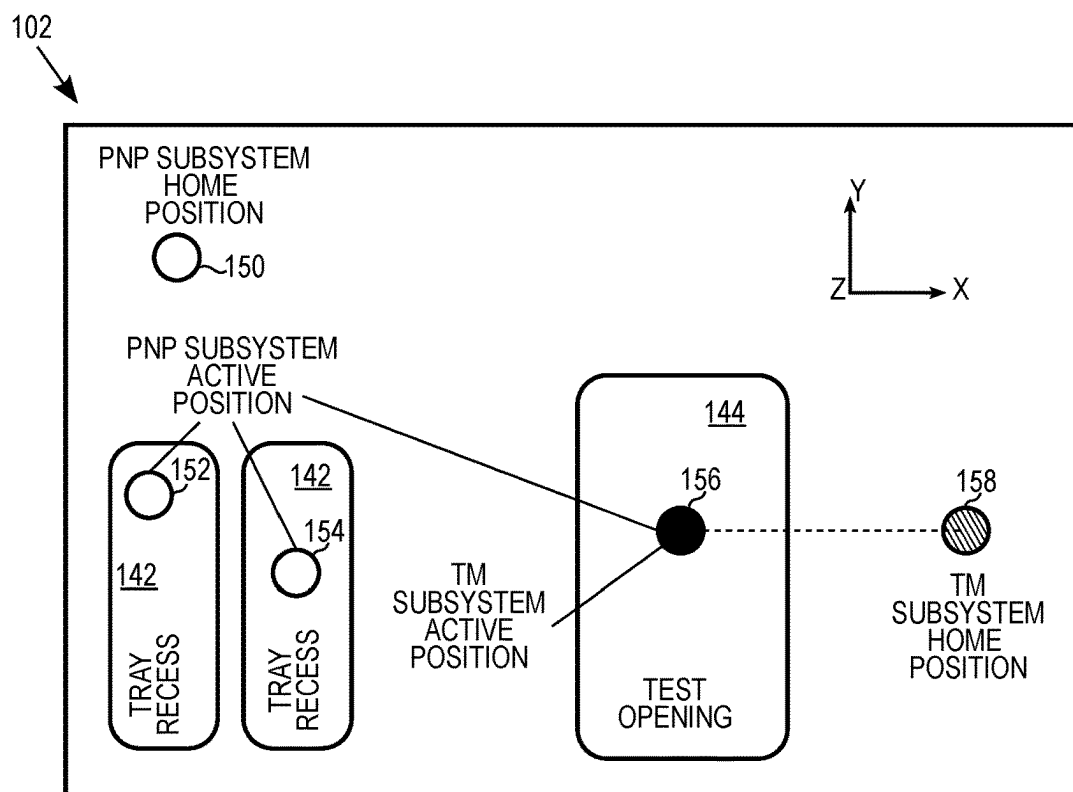 102
PNP SUBSYSTEM
HOME
POSITION
150
Y
Z
X
PNP SUBSYSTEM
ACTIVE
POSITION
144
152
142
154
142
156
158
TM
SUBSYSTEM
ACTIVE
POSITION
TM
SUBSYSTEM
HOME
POSITION
TRAY
RECESS
TRAY
RECESS
TEST
OPENING